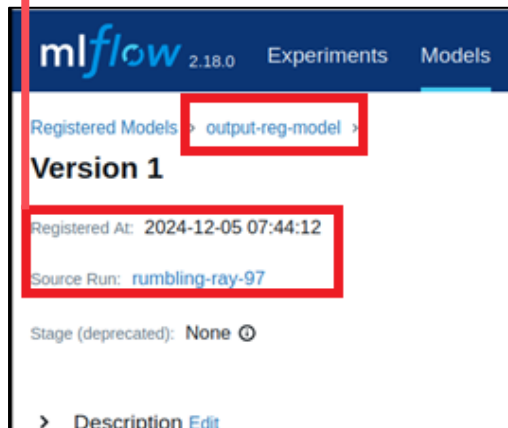 mlflow 2.18.0 Experiments Models
Registered Models > output-reg-model >
Version 1
Registered At: 2024-12-05 07:44:12
Source Run: rumbling-ray-97
Stage (deprecated): None
> Description Edit